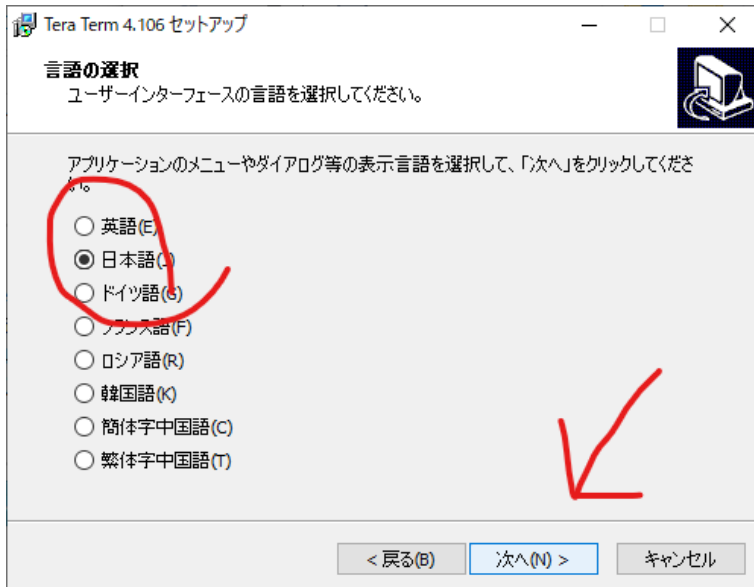 Tera Term 4.106 セットアップ
言語の選択
ユーザーインターフェースの言語を選択してください。
アプリケーションのメニューやダイアログ等の表示言語を選択して、「次へ」をクリックしてくださ
い。
英語(E)
日本語(J)
ドイツ語(G)
フランス語(F)
ロシア語(R)
韓国語(K)
簡体字中国語(C)
繁体字中国語(T)
< 戻る(B)
次へ(N) >
キャンセル